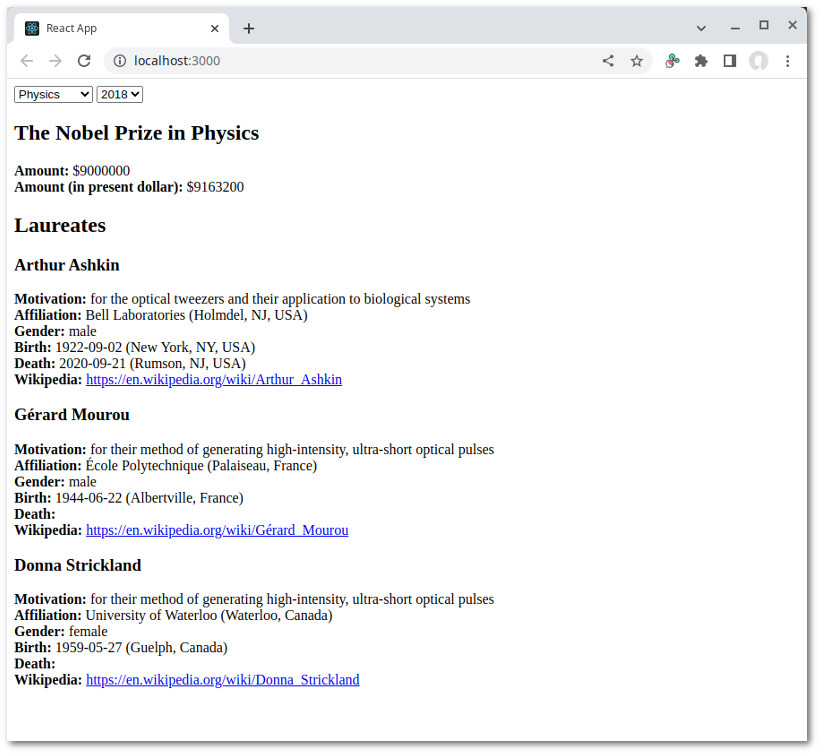 React App
localhost:3000
Physics 2018
The Nobel Prize in Physics
Amount: $9000000
Amount (in present dollar): $9163200
Laureates
Arthur Ashkin
Motivation: for the optical tweezers and their application to biological systems
Affiliation: Bell Laboratories (Holmdel, NJ, USA)
Gender: male
Birth: 1922-09-02 (New York, NY, USA)
Death: 2020-09-21 (Rumson, NJ, USA)
Wikipedia: https://en.wikipedia.org/wiki/Arthur_Ashkin
Gérard Mourou
Motivation: for their method of generating high-intensity, ultra-short optical pulses
Affiliation: École Polytechnique (Palaiseau, France)
Gender: male
Birth: 1944-06-22 (Albertville, France)
Death:
Wikipedia: https://en.wikipedia.org/wiki/Gérard_Mourou
Donna Strickland
Motivation: for their method of generating high-intensity, ultra-short optical pulses
Affiliation: University of Waterloo (Waterloo, Canada)
Gender: female
Birth: 1959-05-27 (Guelph, Canada)
Death:
Wikipedia: https://en.wikipedia.org/wiki/Donna_Strickland